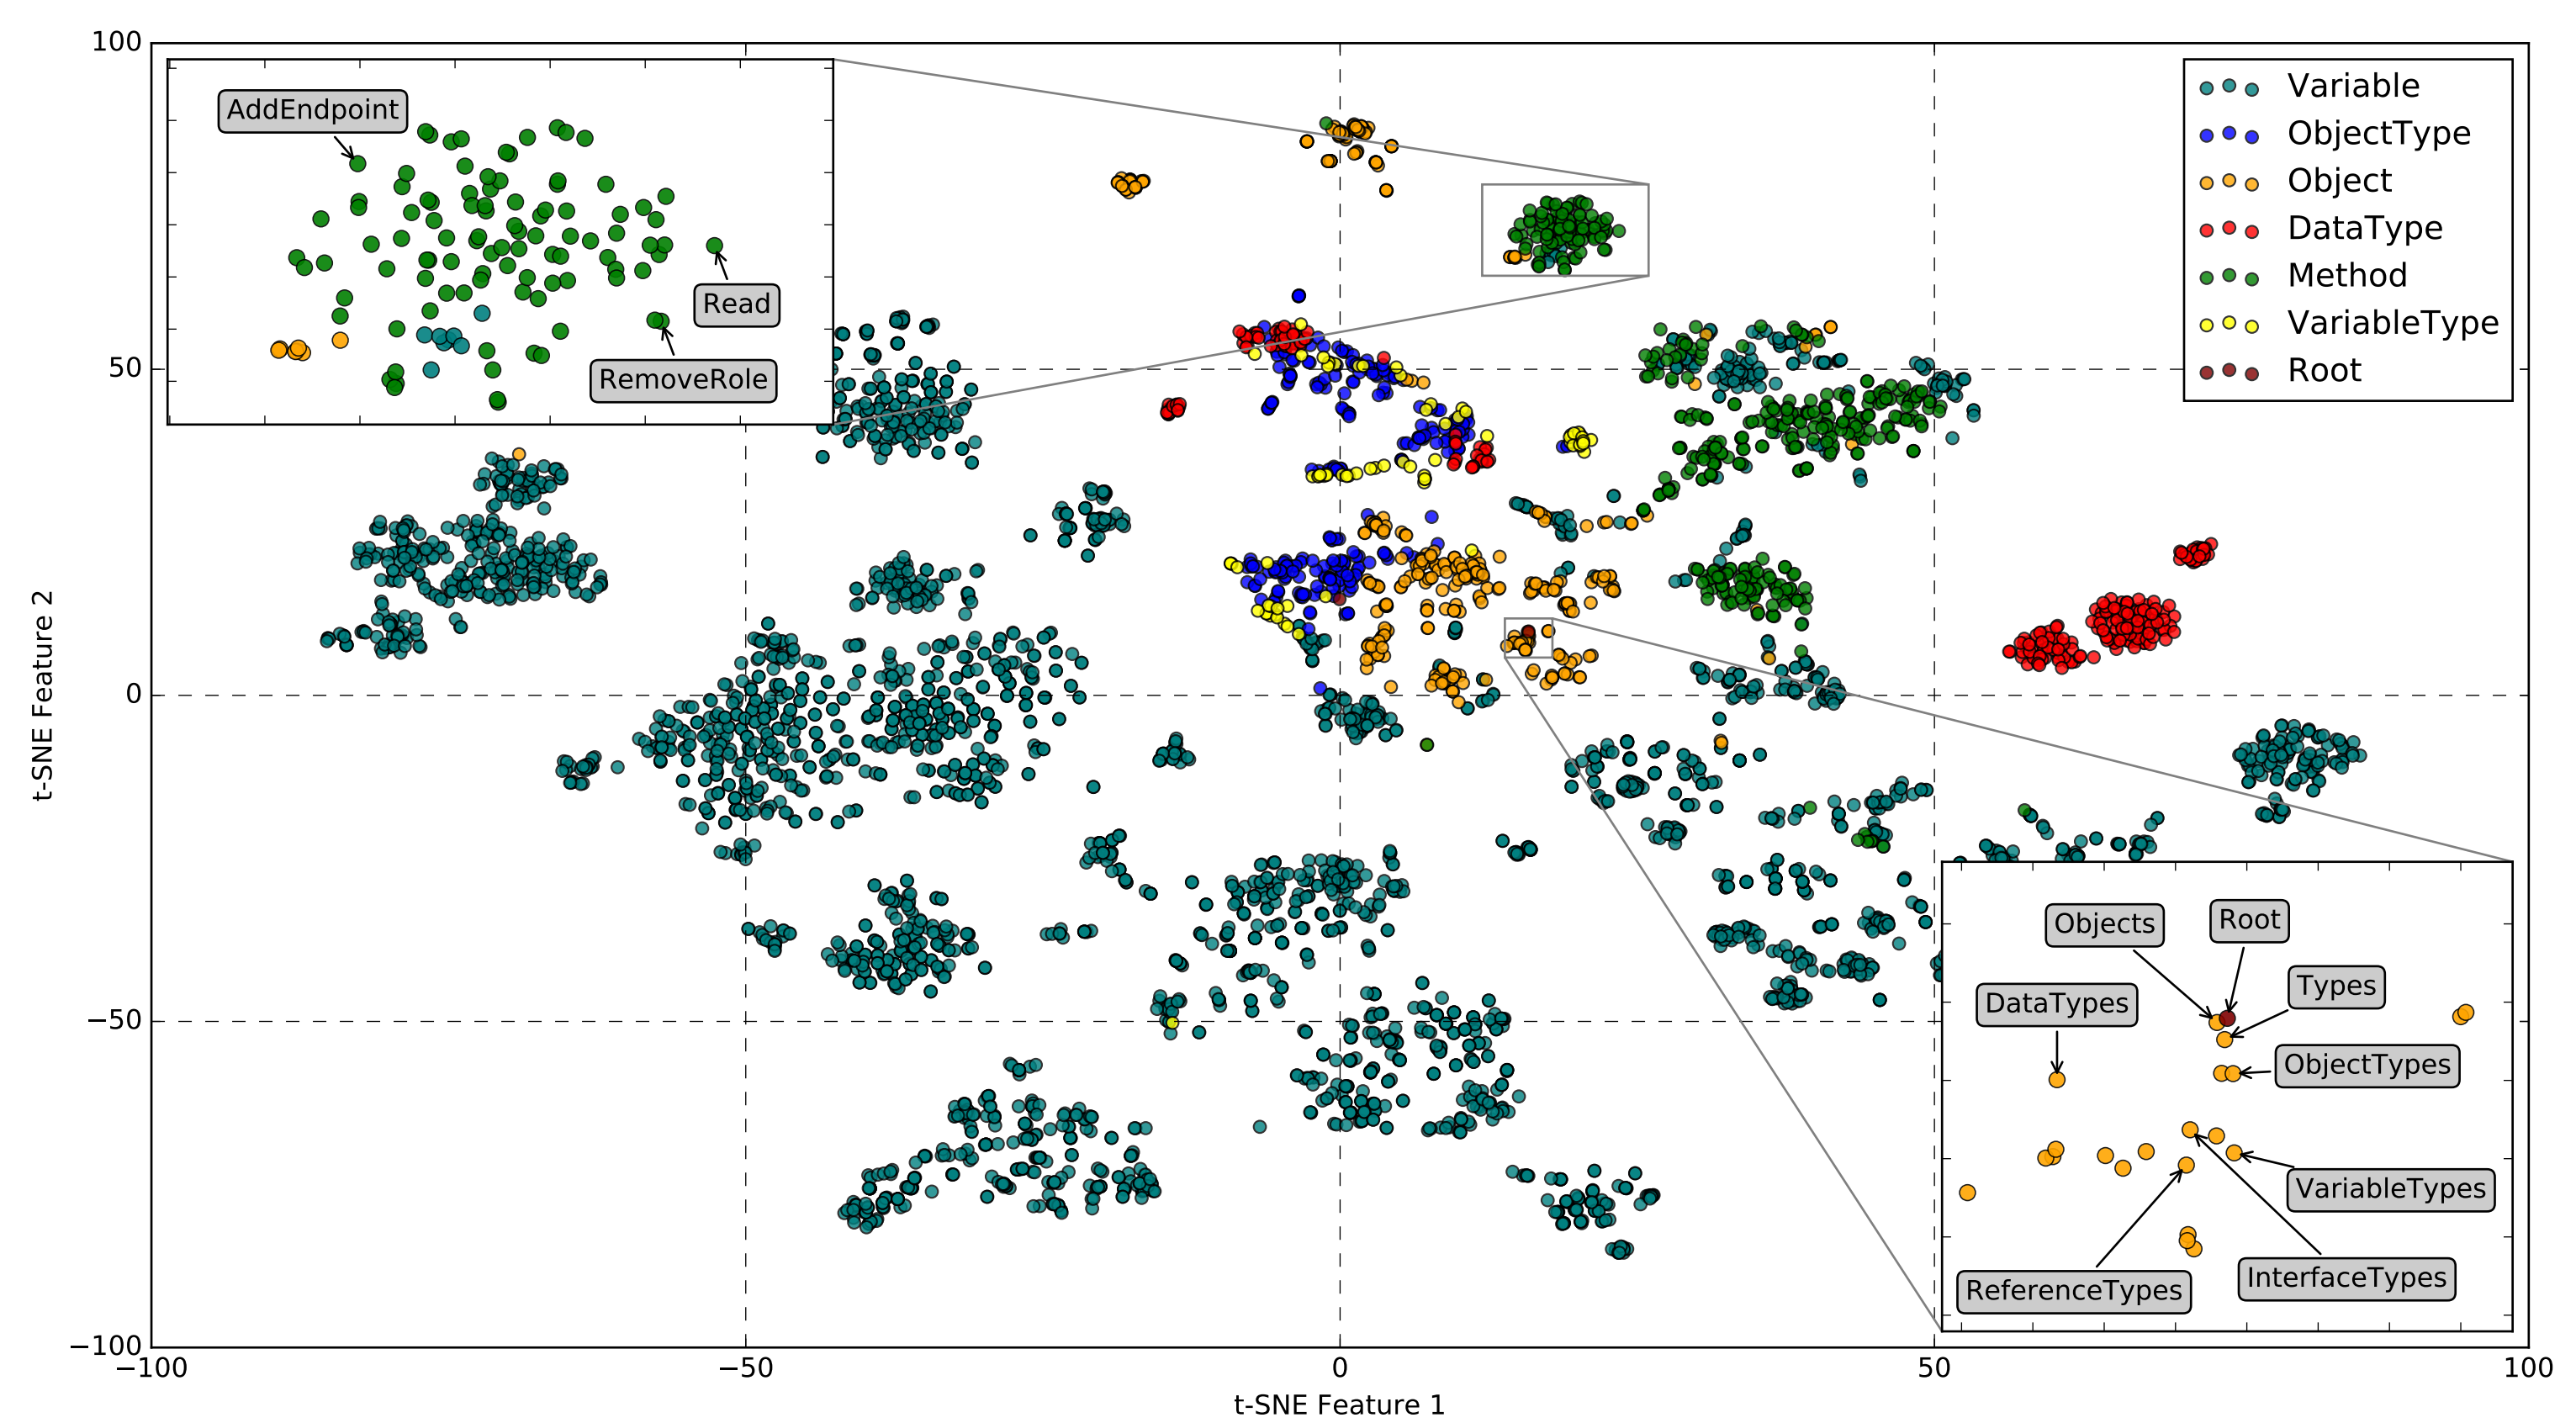 100
50
0
−50
−100
−100
−50
0
50
100
t-SNE Feature 1
t-SNE Feature 2
AddEndpoint
Read
RemoveRole
Variable
ObjectType
Object
DataType
Method
VariableType
Root
Objects
Root
Types
DataTypes
ObjectTypes
VariableTypes
InterfaceTypes
ReferenceTypes